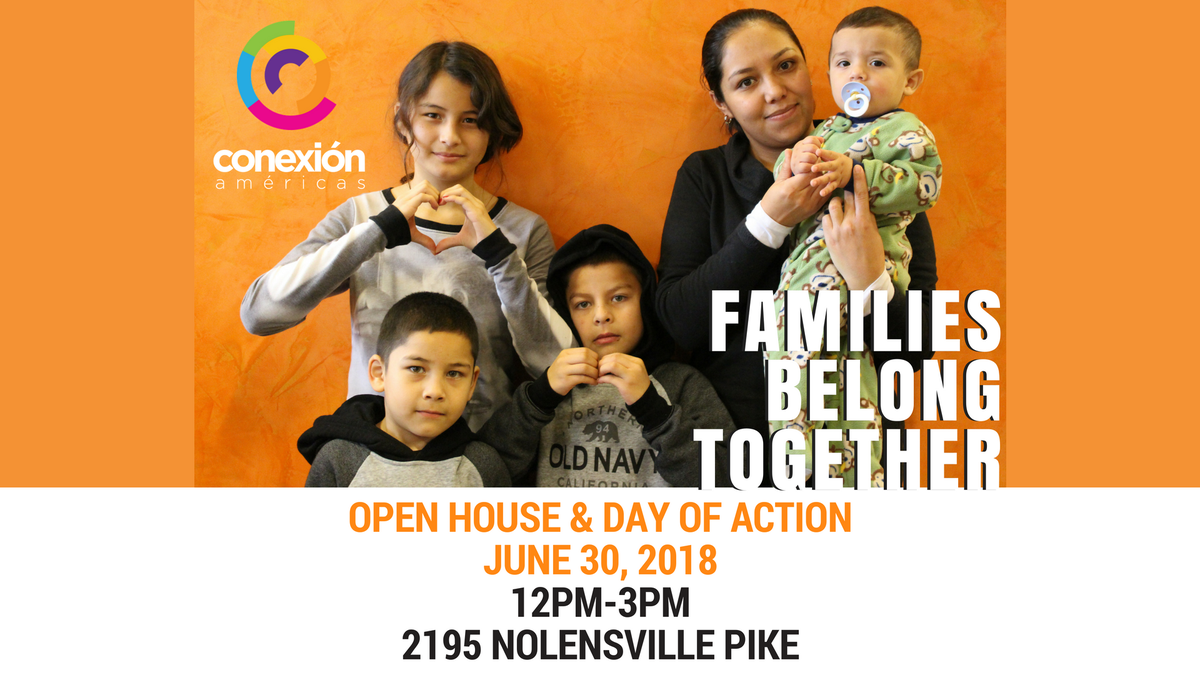 conexión
américas
FAMILIES
BELONG
TOGETHER
NORTHERN
94
OLD NAVY
CALIFORNIA
OPEN HOUSE & DAY OF ACTION
JUNE 30, 2018
12PM-3PM
2195 NOLENSVILLE PIKE